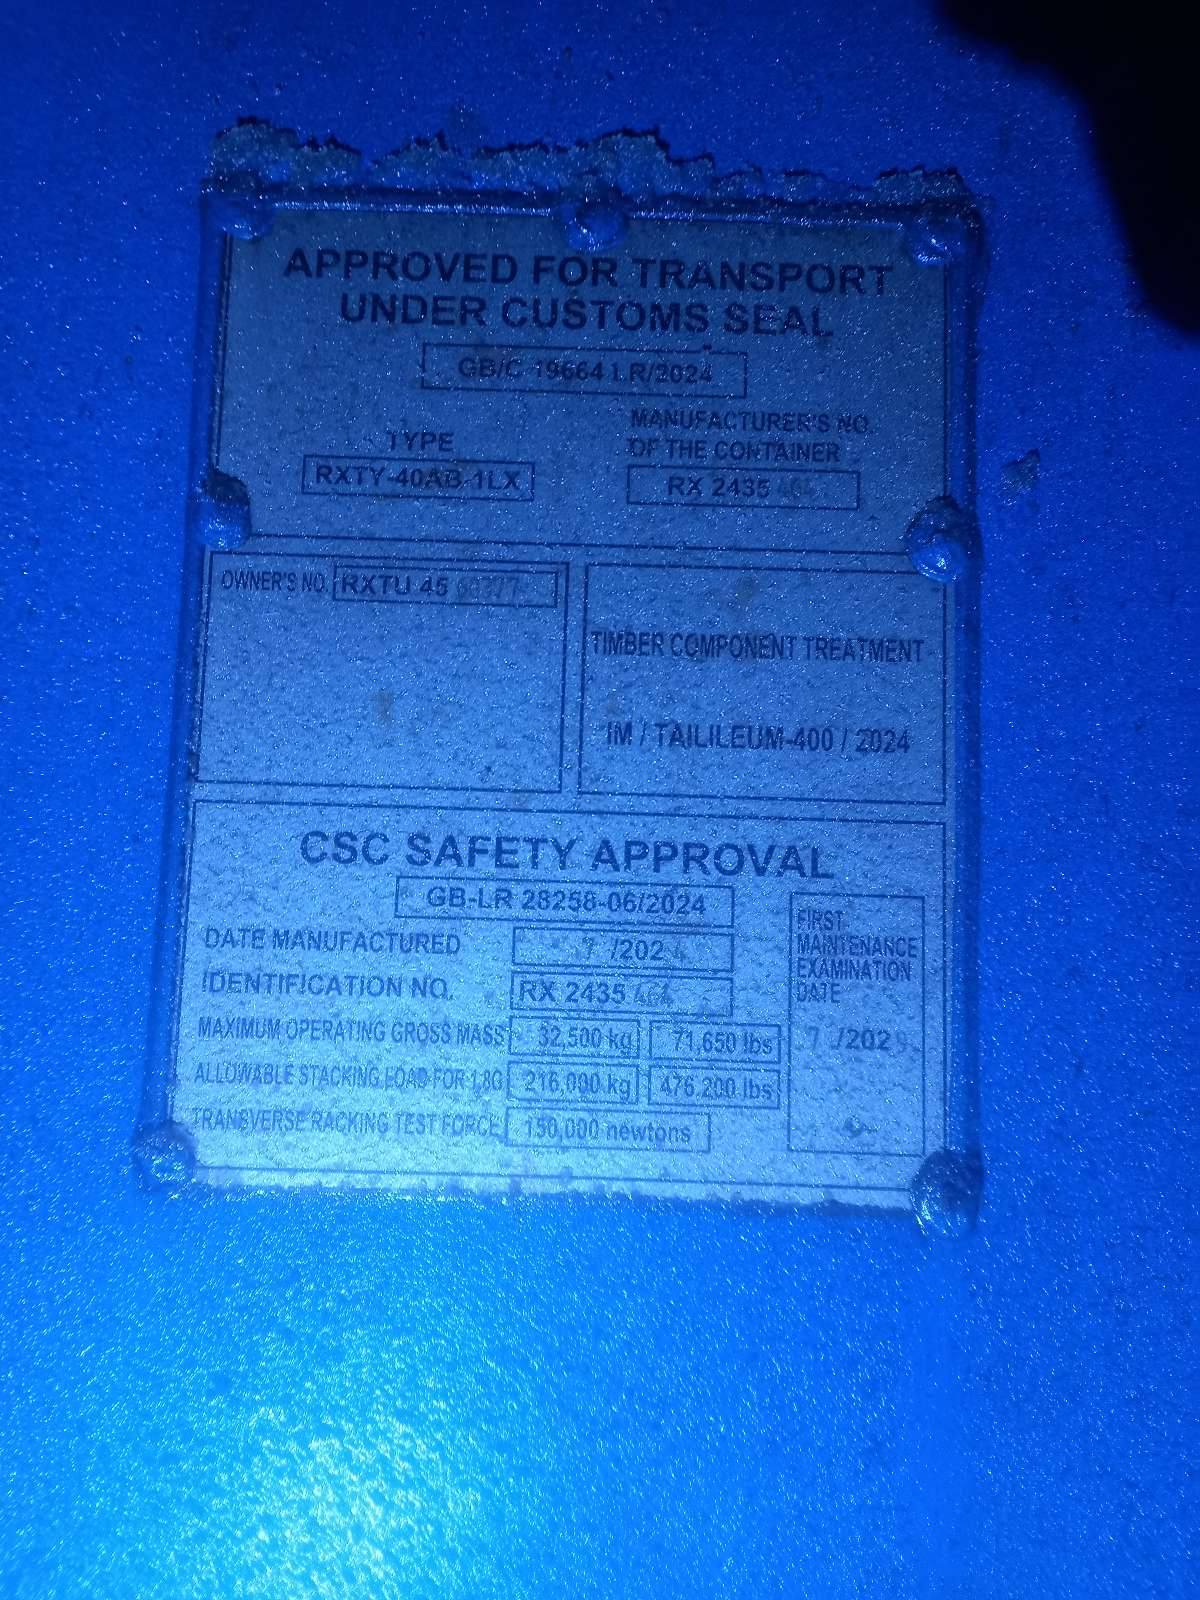 APPROVED FOR TRANSPORT
UNDER CUSTOMS SEAL
GB/C 19664 LR/2024
TYPE
RXTY-40AB-1LX
MANUFACTURER'S NO.
OF THE CONTAINER
RX 2435
OWNER'S NO. RXTU 45
TIMBER COMPONENT TREATMENT
IM / TAILILEUM-400 / 2024
CSC SAFETY APPROVAL
GB-LR 28258-06/2024
DATE MANUFACTURED 7 /202
IDENTIFICATION NO. RX 2435
MAXIMUM OPERATING GROSS MASS 32,500 kg 71,650 lbs
ALLOWABLE STACKING LOAD FOR 1.8G 216,000 kg 476,200 lbs
TRANSVERSE RACKING TEST FORCE 150,000 newtons
FIRST
MAINTENANCE
EXAMINATION
DATE
7 /202